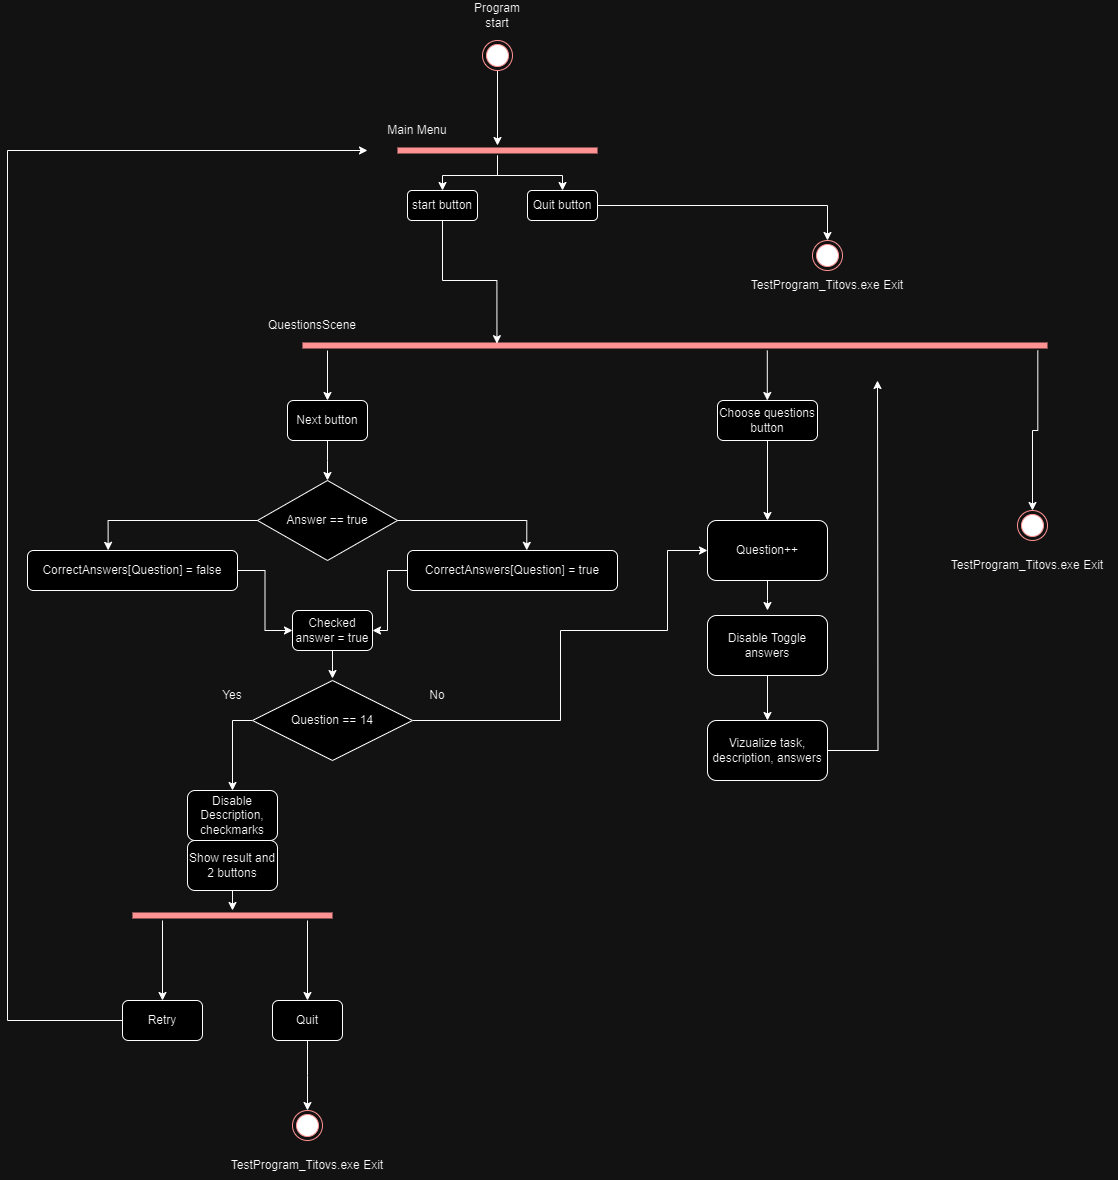 Program
start
Main Menu
start button
Quit button
TestProgram_Titovs.exe Exit
QuestionsScene
Next button
Choose questions
button
Answer == true
Question++
CorrectAnswers[Question] = false
CorrectAnswers[Question] = true
TestProgram_Titovs.exe Exit
Checked
answer = true
Disable Toggle
answers
Yes
No
Question == 14
Vizualize task,
description, answers
Disable
Description,
checkmarks
Show result and
2 buttons
Retry
Quit
TestProgram_Titovs.exe Exit